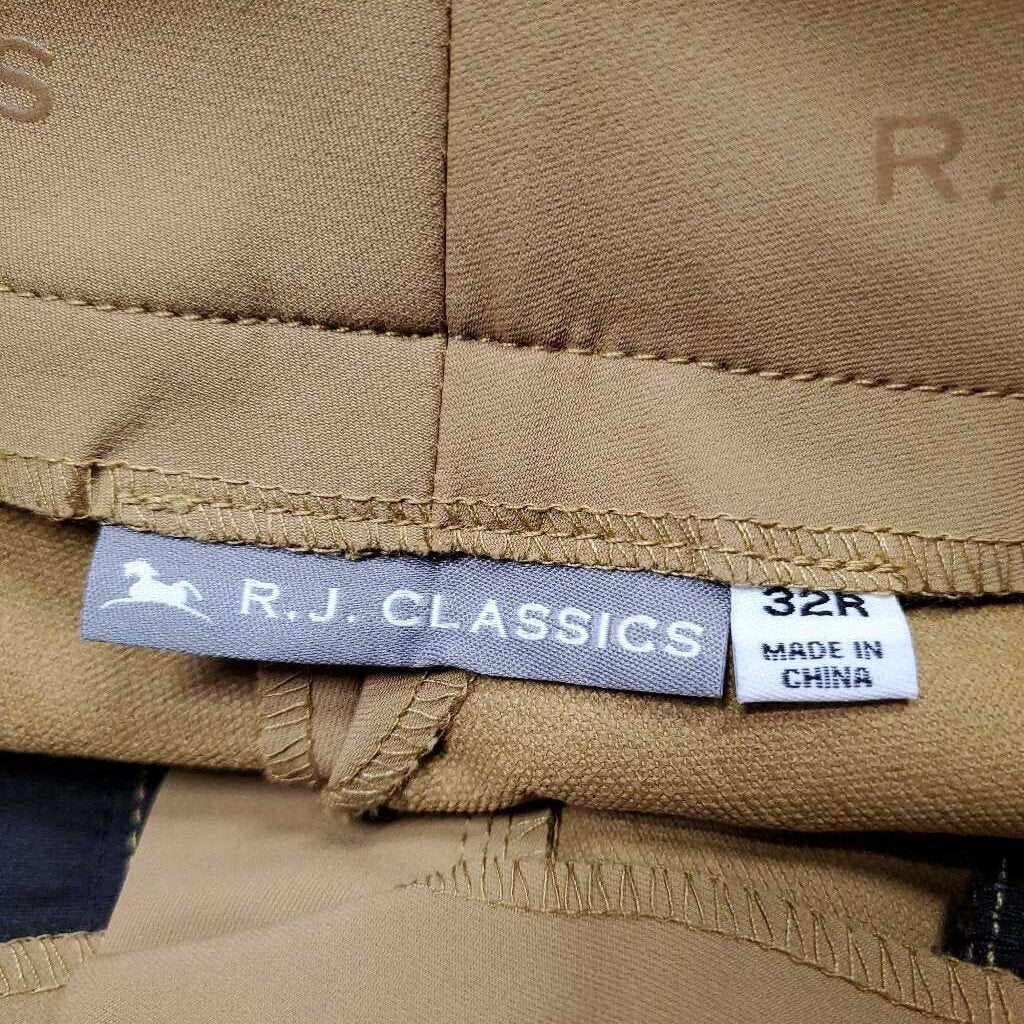 S
R.
R.J. CLASSICS
32R
MADE IN
CHINA